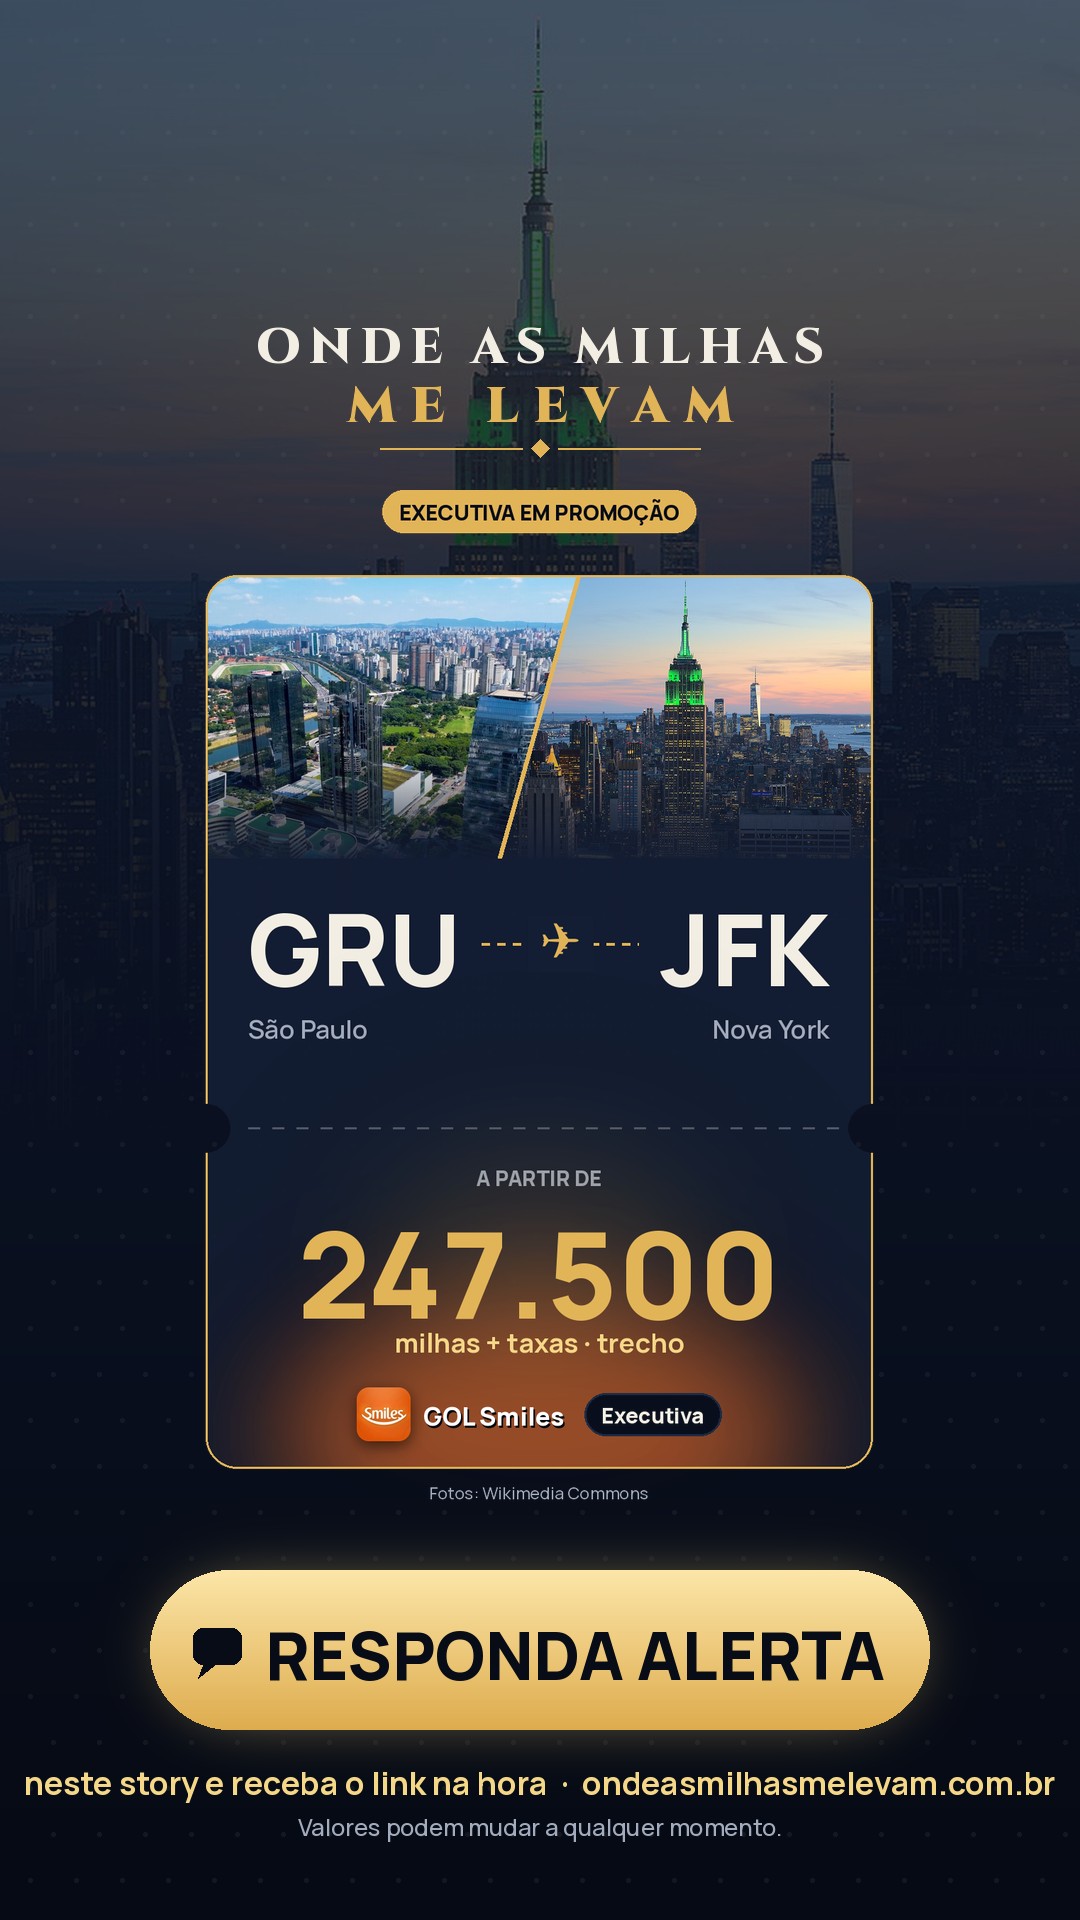 ONDE AS MILHAS
ME LEVAM
EXECUTIVA EM PROMOÇÃO
GRU JFK
São Paulo Nova York
A PARTIR DE
247.500
milhas + taxas · trecho
Smiles GOL Smiles Executiva
Fotos: Wikimedia Commons
RESPONDA ALERTA
neste story e receba o link na hora · ondeasmilhasmelevam.com.br
Valores podem mudar a qualquer momento.